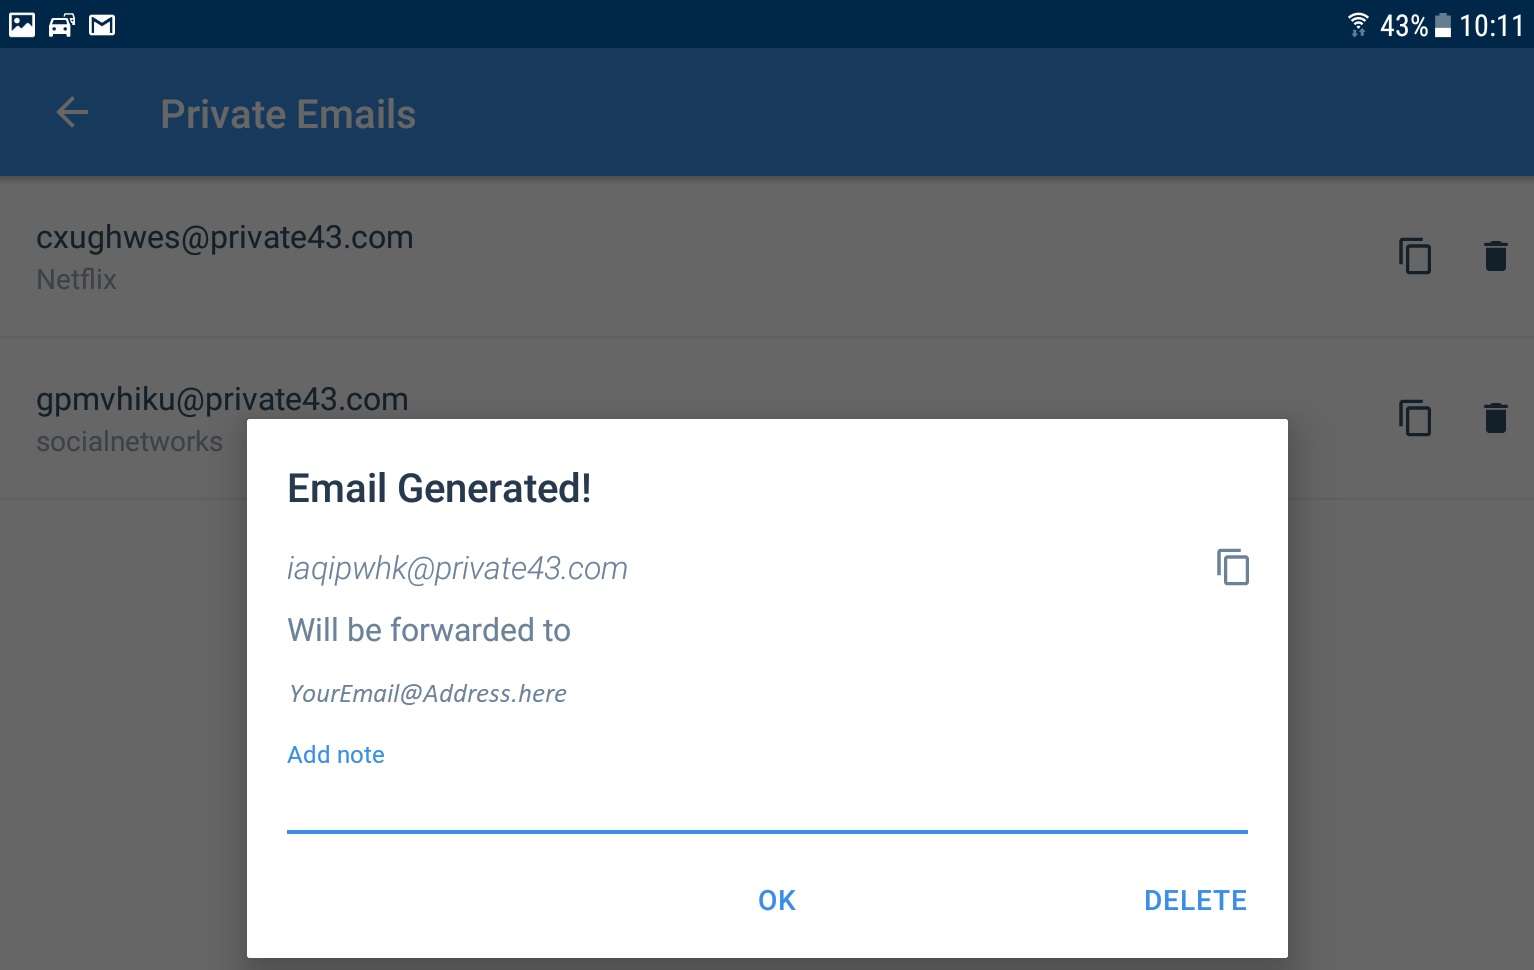 43% 10:11
Private Emails
cxughwes@private43.com
Netflix
gpmvhiku@private43.com
socialnetworks
Email Generated!
iaqipwhk@private43.com
Will be forwarded to
YourEmail@Address.here
Add note
OK DELETE